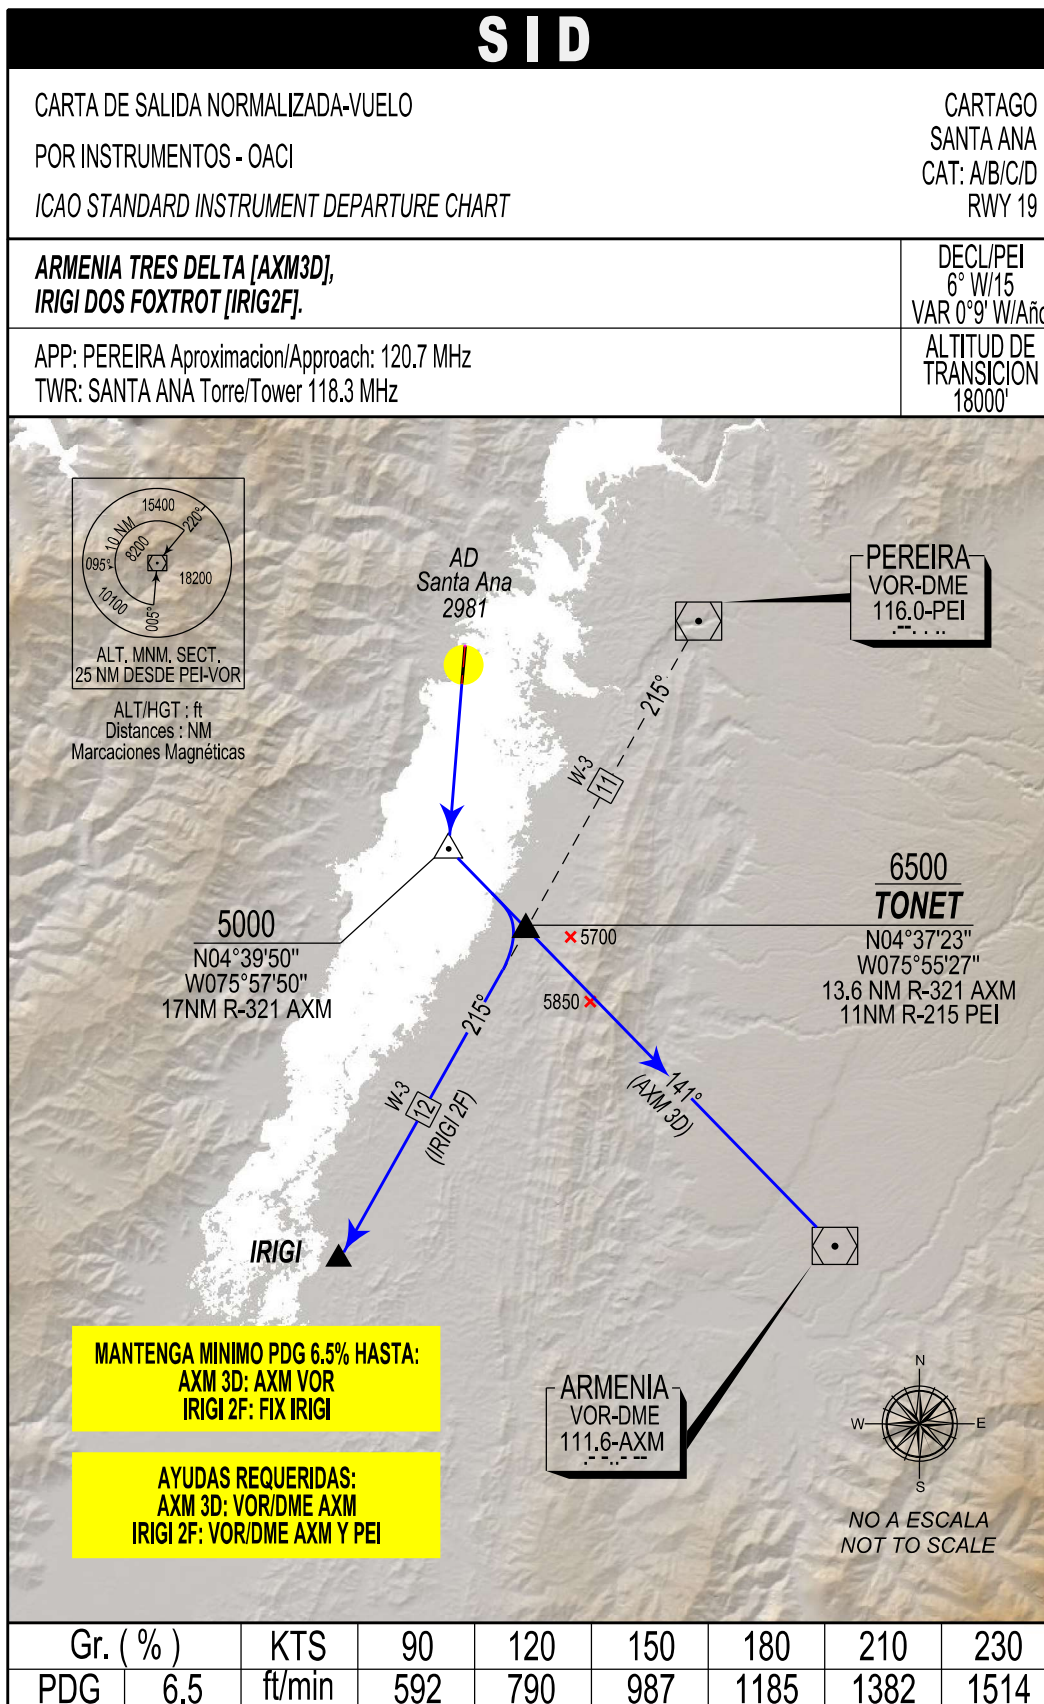 SID
CARTA DE SALIDA NORMALIZADA-VUELO
POR INSTRUMENTOS - OACI
ICAO STANDARD INSTRUMENT DEPARTURE CHART
CARTAGO
SANTA ANA
CAT: A/B/C/D
RWY 19
ARMENIA TRES DELTA [AXM3D],
IRIGI DOS FOXTROT [IRIG2F].
DECL/PEI
6° W/15
VAR 0°9' W/Año
APP: PEREIRA Aproximacion/Approach: 120.7 MHz
TWR: SANTA ANA Torre/Tower 118.3 MHz
ALTITUD DE
TRANSICION
18000'
15400
220°
10 NM
8200
095°
18200
10100
005°
ALT. MNM. SECT.
25 NM DESDE PEI-VOR
ALT/HGT : ft
Distances : NM
Marcaciones Magnéticas
AD
Santa Ana
2981
PEREIRA
VOR-DME
116.0-PEI
.--. . ..
215°
W-3
11
5000
N04°39'50"
W075°57'50"
17NM R-321 AXM
6500
TONET
N04°37'23"
W075°55'27"
13.6 NM R-321 AXM
11NM R-215 PEI
5700
5850
215°
W-3
12
(IRIGI 2F)
141°
(AXM 3D)
IRIGI
MANTENGA MINIMO PDG 6.5% HASTA:
AXM 3D: AXM VOR
IRIGI 2F: FIX IRIGI
AYUDAS REQUERIDAS:
AXM 3D: VOR/DME AXM
IRIGI 2F: VOR/DME AXM Y PEI
ARMENIA
VOR-DME
111.6-AXM
.- -..- --
N
W
E
S
NO A ESCALA
NOT TO SCALE
Gr. ( % ) KTS 90 120 150 180 210 230
PDG 6.5 ft/min 592 790 987 1185 1382 1514